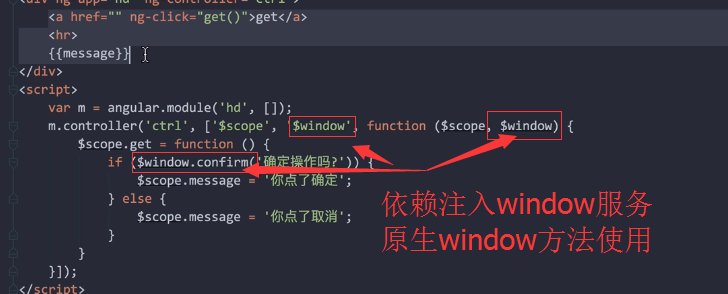 <div ng-app="hd" ng-controller="ctrl">
<a href="" ng-click="get()">get</a>
<hr>
{{message}}
</div>
<script>
var m = angular.module('hd', []);
m.controller('ctrl', ['$scope', '$window', function ($scope, $window) {
$scope.get = function () {
if ($window.confirm('确定操作吗?')) {
$scope.message = '你点了确定';
} else {
$scope.message = '你点了取消';
}
}
}]);
</script>
依赖注入window服务
原生window方法使用